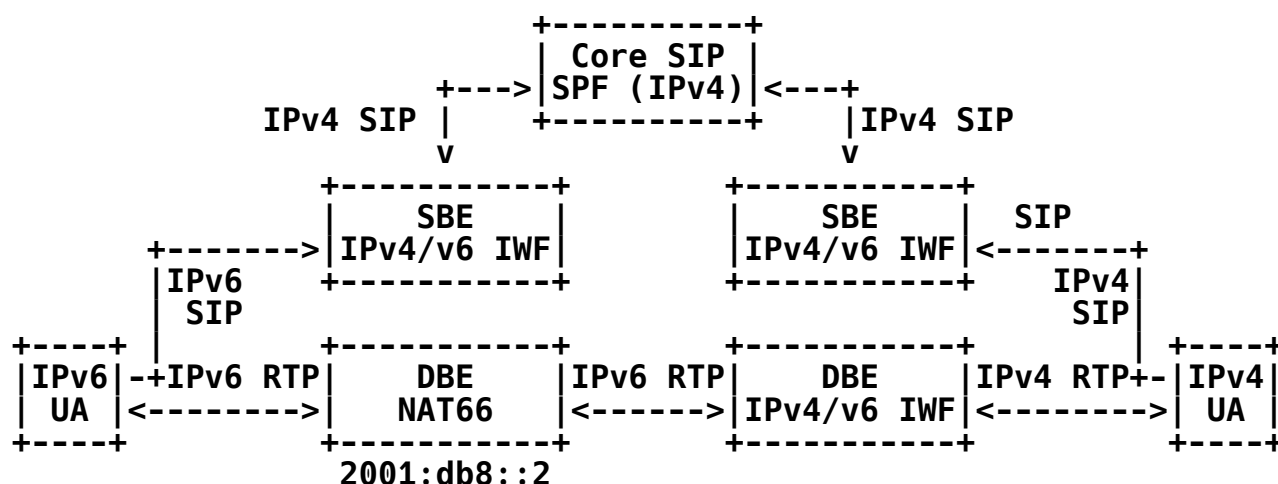 Core SIP
SPF (IPv4)
IPv4 SIP IPv4 SIP
SBE SBE SIP
IPv4/v6 IWF IPv4/v6 IWF
IPv6 IPv4
SIP SIP
IPv6 IPv6 RTP DBE IPv6 RTP DBE IPv4 RTP IPv4
UA NAT66 IPv4/v6 IWF UA
2001:db8::2